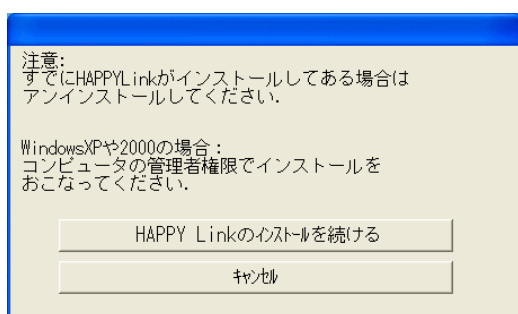 注意:
すでにHAPPYLinkがインストールしてある場合は
アンインストールしてください.
WindowsXPや2000の場合:
コンピュータの管理者権限でインストールを
おこなってください.
HAPPY Linkのｲﾝｽﾄｰﾙを続ける
ｷｬﾝｾﾙ